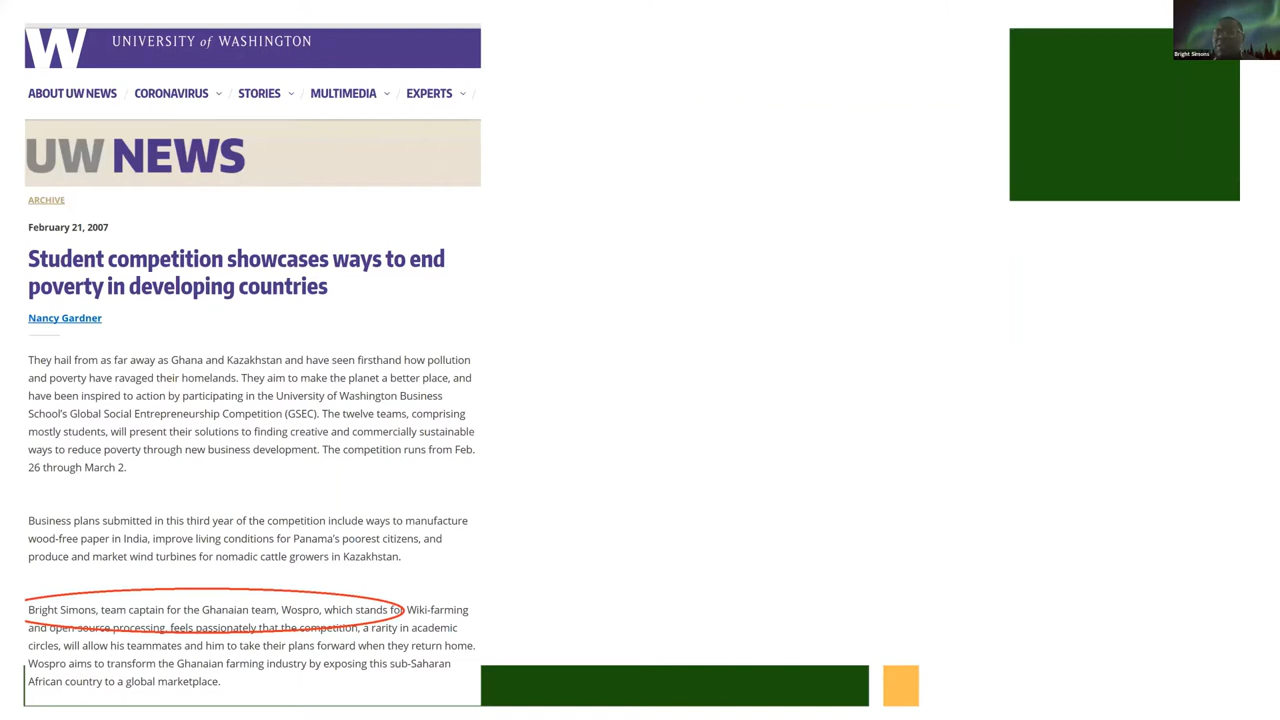 W UNIVERSITY of WASHINGTON
Bright Simons
ABOUT UW NEWS / CORONAVIRUS / STORIES / MULTIMEDIA / EXPERTS /
UW NEWS
ARCHIVE
February 21, 2007
Student competition showcases ways to end
poverty in developing countries
Nancy Gardner
They hail from as far away as Ghana and Kazakhstan and have seen firsthand how pollution
and poverty have ravaged their homelands. They aim to make the planet a better place, and
have been inspired to action by participating in the University of Washington Business
School's Global Social Entrepreneurship Competition (GSEC). The twelve teams, comprising
mostly students, will present their solutions to finding creative and commercially sustainable
ways to reduce poverty through new business development. The competition runs from Feb.
26 through March 2.
Business plans submitted in this third year of the competition include ways to manufacture
wood-free paper in India, improve living conditions for Panama's poorest citizens, and
produce and market wind turbines for nomadic cattle growers in Kazakhstan.
Bright Simons, team captain for the Ghanaian team, Wospro, which stands for Wiki-farming
and open-source processing, feels passionately that the competition, a rarity in academic
circles, will allow his teammates and him to take their plans forward when they return home.
Wospro aims to transform the Ghanaian farming industry by exposing this sub-Saharan
African country to a global marketplace.